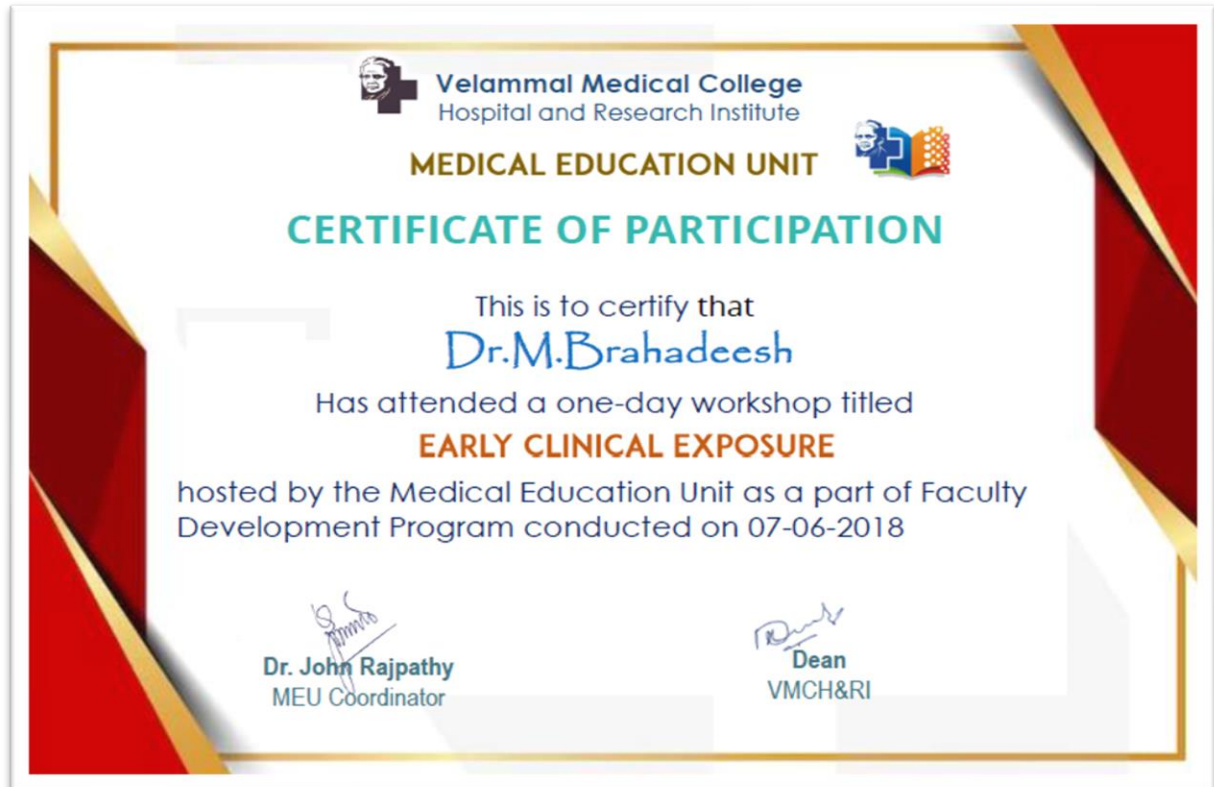 Velammal Medical College
Hospital and Research Institute
MEDICAL EDUCATION UNIT
CERTIFICATE OF PARTICIPATION
This is to certify that
Dr.M.Brahadeesh
Has attended a one-day workshop titled
EARLY CLINICAL EXPOSURE
hosted by the Medical Education Unit as a part of Faculty
Development Program conducted on 07-06-2018
Dr. John Rajpathy
MEU Coordinator
Dean
VMCH&RI